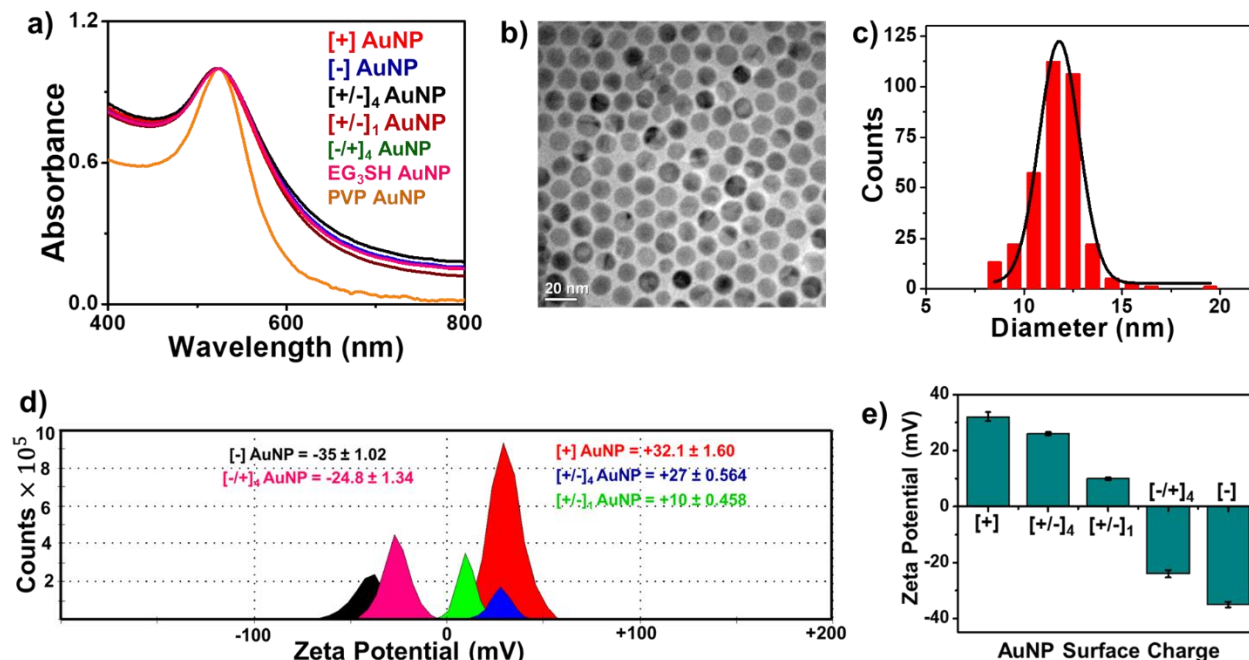 a)
1.2
0.6
0.0
400
600
800
Absorbance
Wavelength (nm)
[+] AuNP
[-] AuNP
[+/-]₄ AuNP
[+/-]₁ AuNP
[-/+]₄ AuNP
EG₃SH AuNP
PVP AuNP
b)
20 nm
c)
125
100
75
50
25
0
5
10
15
20
Counts
Diameter (nm)
d)
10
8
6
4
2
Counts × 10⁵
[-] AuNP = -35 ± 1.02
[-/+]₄ AuNP = -24.8 ± 1.34
[+] AuNP = +32.1 ± 1.60
[+/-]₄ AuNP = +27 ± 0.564
[+/-]₁ AuNP = +10 ± 0.458
-100
0
+100
+200
Zeta Potential (mV)
e)
40
20
0
-20
-40
Zeta Potential (mV)
[-/+]₄
[-]
[+]
[+/-]₄
[+/-]₁
AuNP Surface Charge